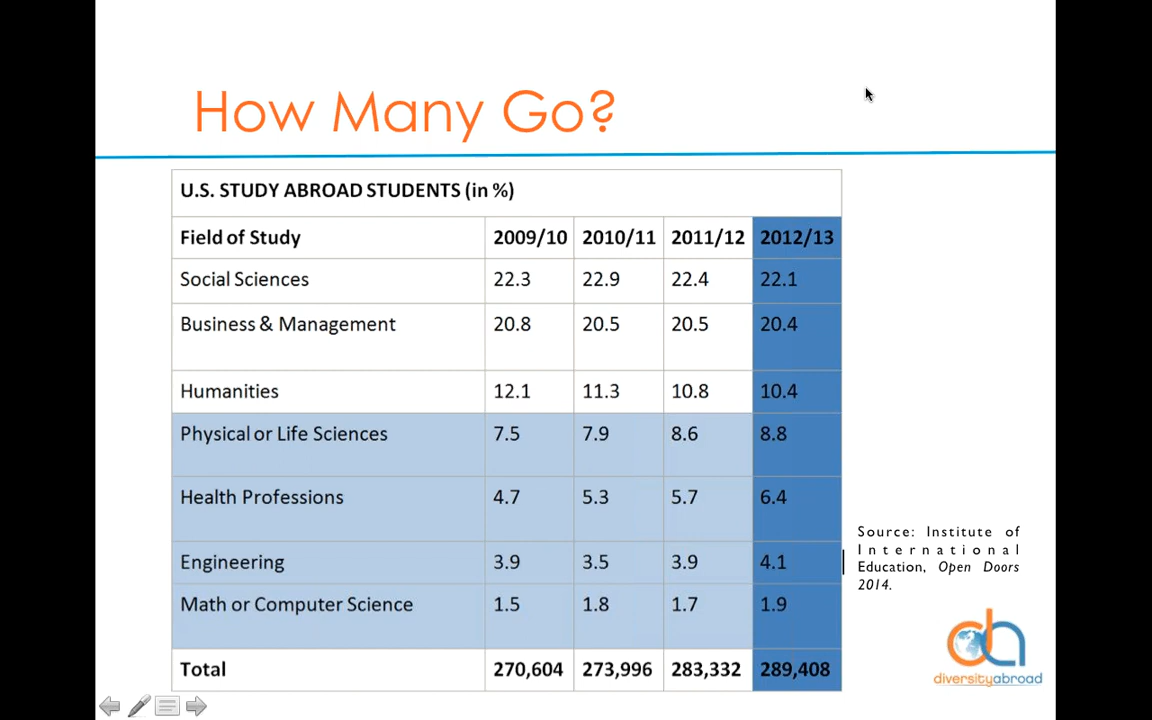 How Many Go?
U.S. STUDY ABROAD STUDENTS (in %)
Field of Study 2009/10 2010/11 2011/12 2012/13
Social Sciences 22.3 22.9 22.4 22.1
Business & Management 20.8 20.5 20.5 20.4
Humanities 12.1 11.3 10.8 10.4
Physical or Life Sciences 7.5 7.9 8.6 8.8
Health Professions 4.7 5.3 5.7 6.4
Engineering 3.9 3.5 3.9 4.1
Math or Computer Science 1.5 1.8 1.7 1.9
Total 270,604 273,996 283,332 289,408
Source: Institute of
International
Education, Open Doors
2014.
diversityabroad